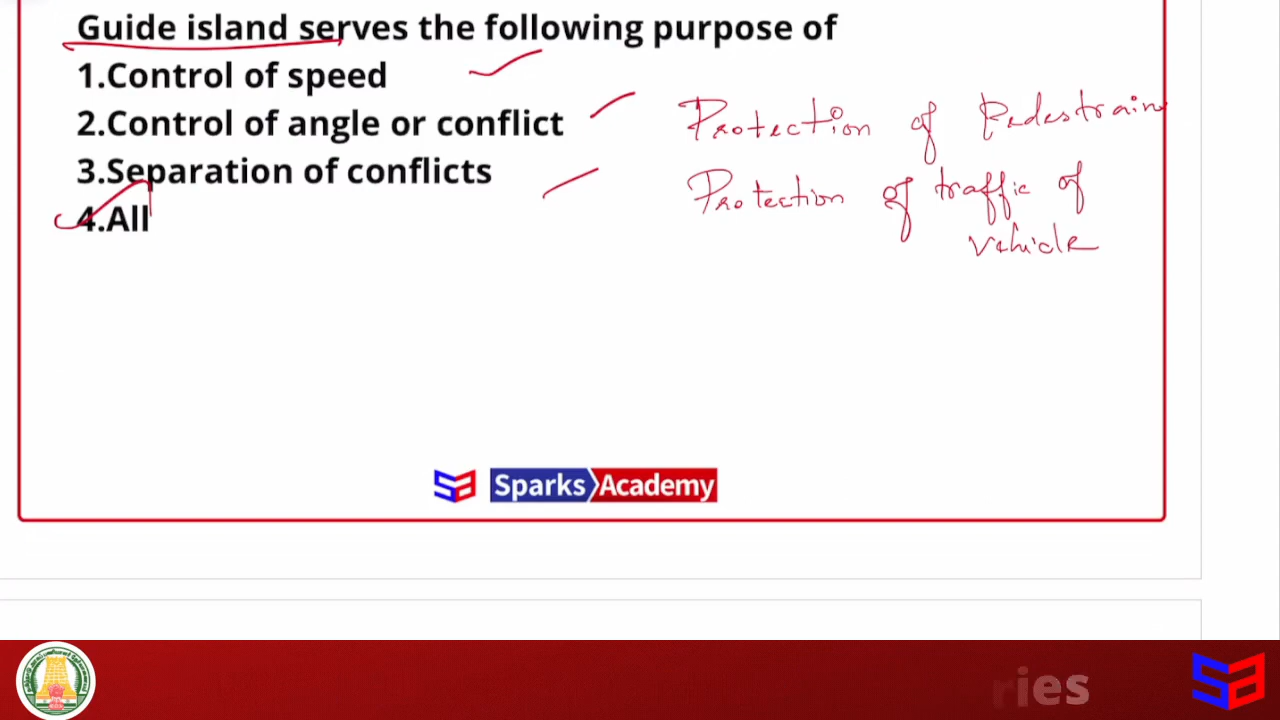 Guide island serves the following purpose of
1.Control of speed
2.Control of angle or conflict
3.Separation of conflicts
4.All
Protection of Pedestrains
Protection of traffic of
vehicle
Sparks Academy
ries